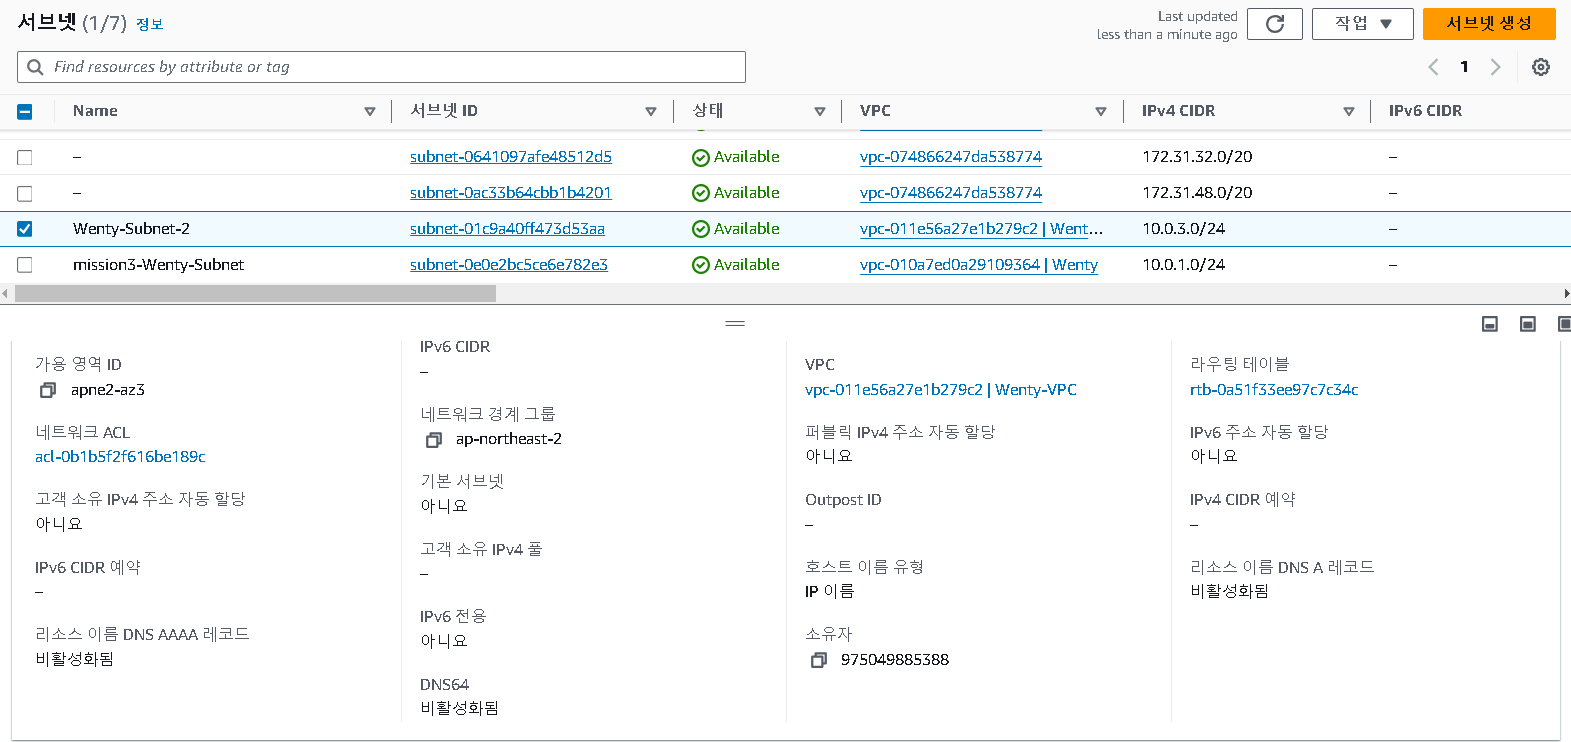 서브넷 (1/7) 정보
Last updated
less than a minute ago
작업
서브넷 생성
Find resources by attribute or tag
1
Name 서브넷 ID 상태 VPC IPv4 CIDR IPv6 CIDR
– subnet-0641097afe48512d5 Available vpc-074866247da538774 172.31.32.0/20 –
– subnet-0ac33b64cbb1b4201 Available vpc-074866247da538774 172.31.48.0/20 –
Wenty-Subnet-2 subnet-01c9a40ff473d53aa Available vpc-011e56a27e1b279c2 | Went... 10.0.3.0/24 –
mission3-Wenty-Subnet subnet-0e0e2bc5ce6e782e3 Available vpc-010a7ed0a29109364 | Wenty 10.0.1.0/24 –
가용 영역 ID
apne2-az3
네트워크 ACL
acl-0b1b5f2f616be189c
고객 소유 IPv4 주소 자동 할당
아니요
IPv6 CIDR 예약
–
리소스 이름 DNS AAAA 레코드
비활성화됨
IPv6 CIDR
–
네트워크 경계 그룹
ap-northeast-2
기본 서브넷
아니요
고객 소유 IPv4 풀
–
IPv6 전용
아니요
DNS64
비활성화됨
VPC
vpc-011e56a27e1b279c2 | Wenty-VPC
퍼블릭 IPv4 주소 자동 할당
아니요
Outpost ID
–
호스트 이름 유형
IP 이름
소유자
975049885388
라우팅 테이블
rtb-0a51f33ee97c7c34c
IPv6 주소 자동 할당
아니요
IPv4 CIDR 예약
–
리소스 이름 DNS A 레코드
비활성화됨